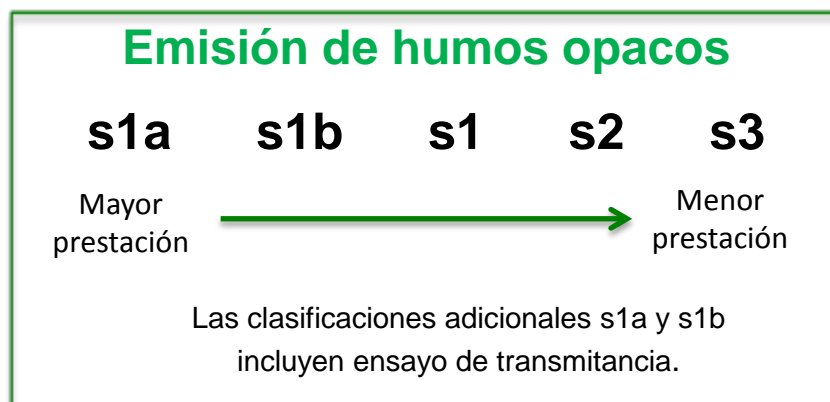 Emisión de humos opacos
s1a s1b s1 s2 s3
Mayor prestación
Menor prestación
Las clasificaciones adicionales s1a y s1b
incluyen ensayo de transmitancia.